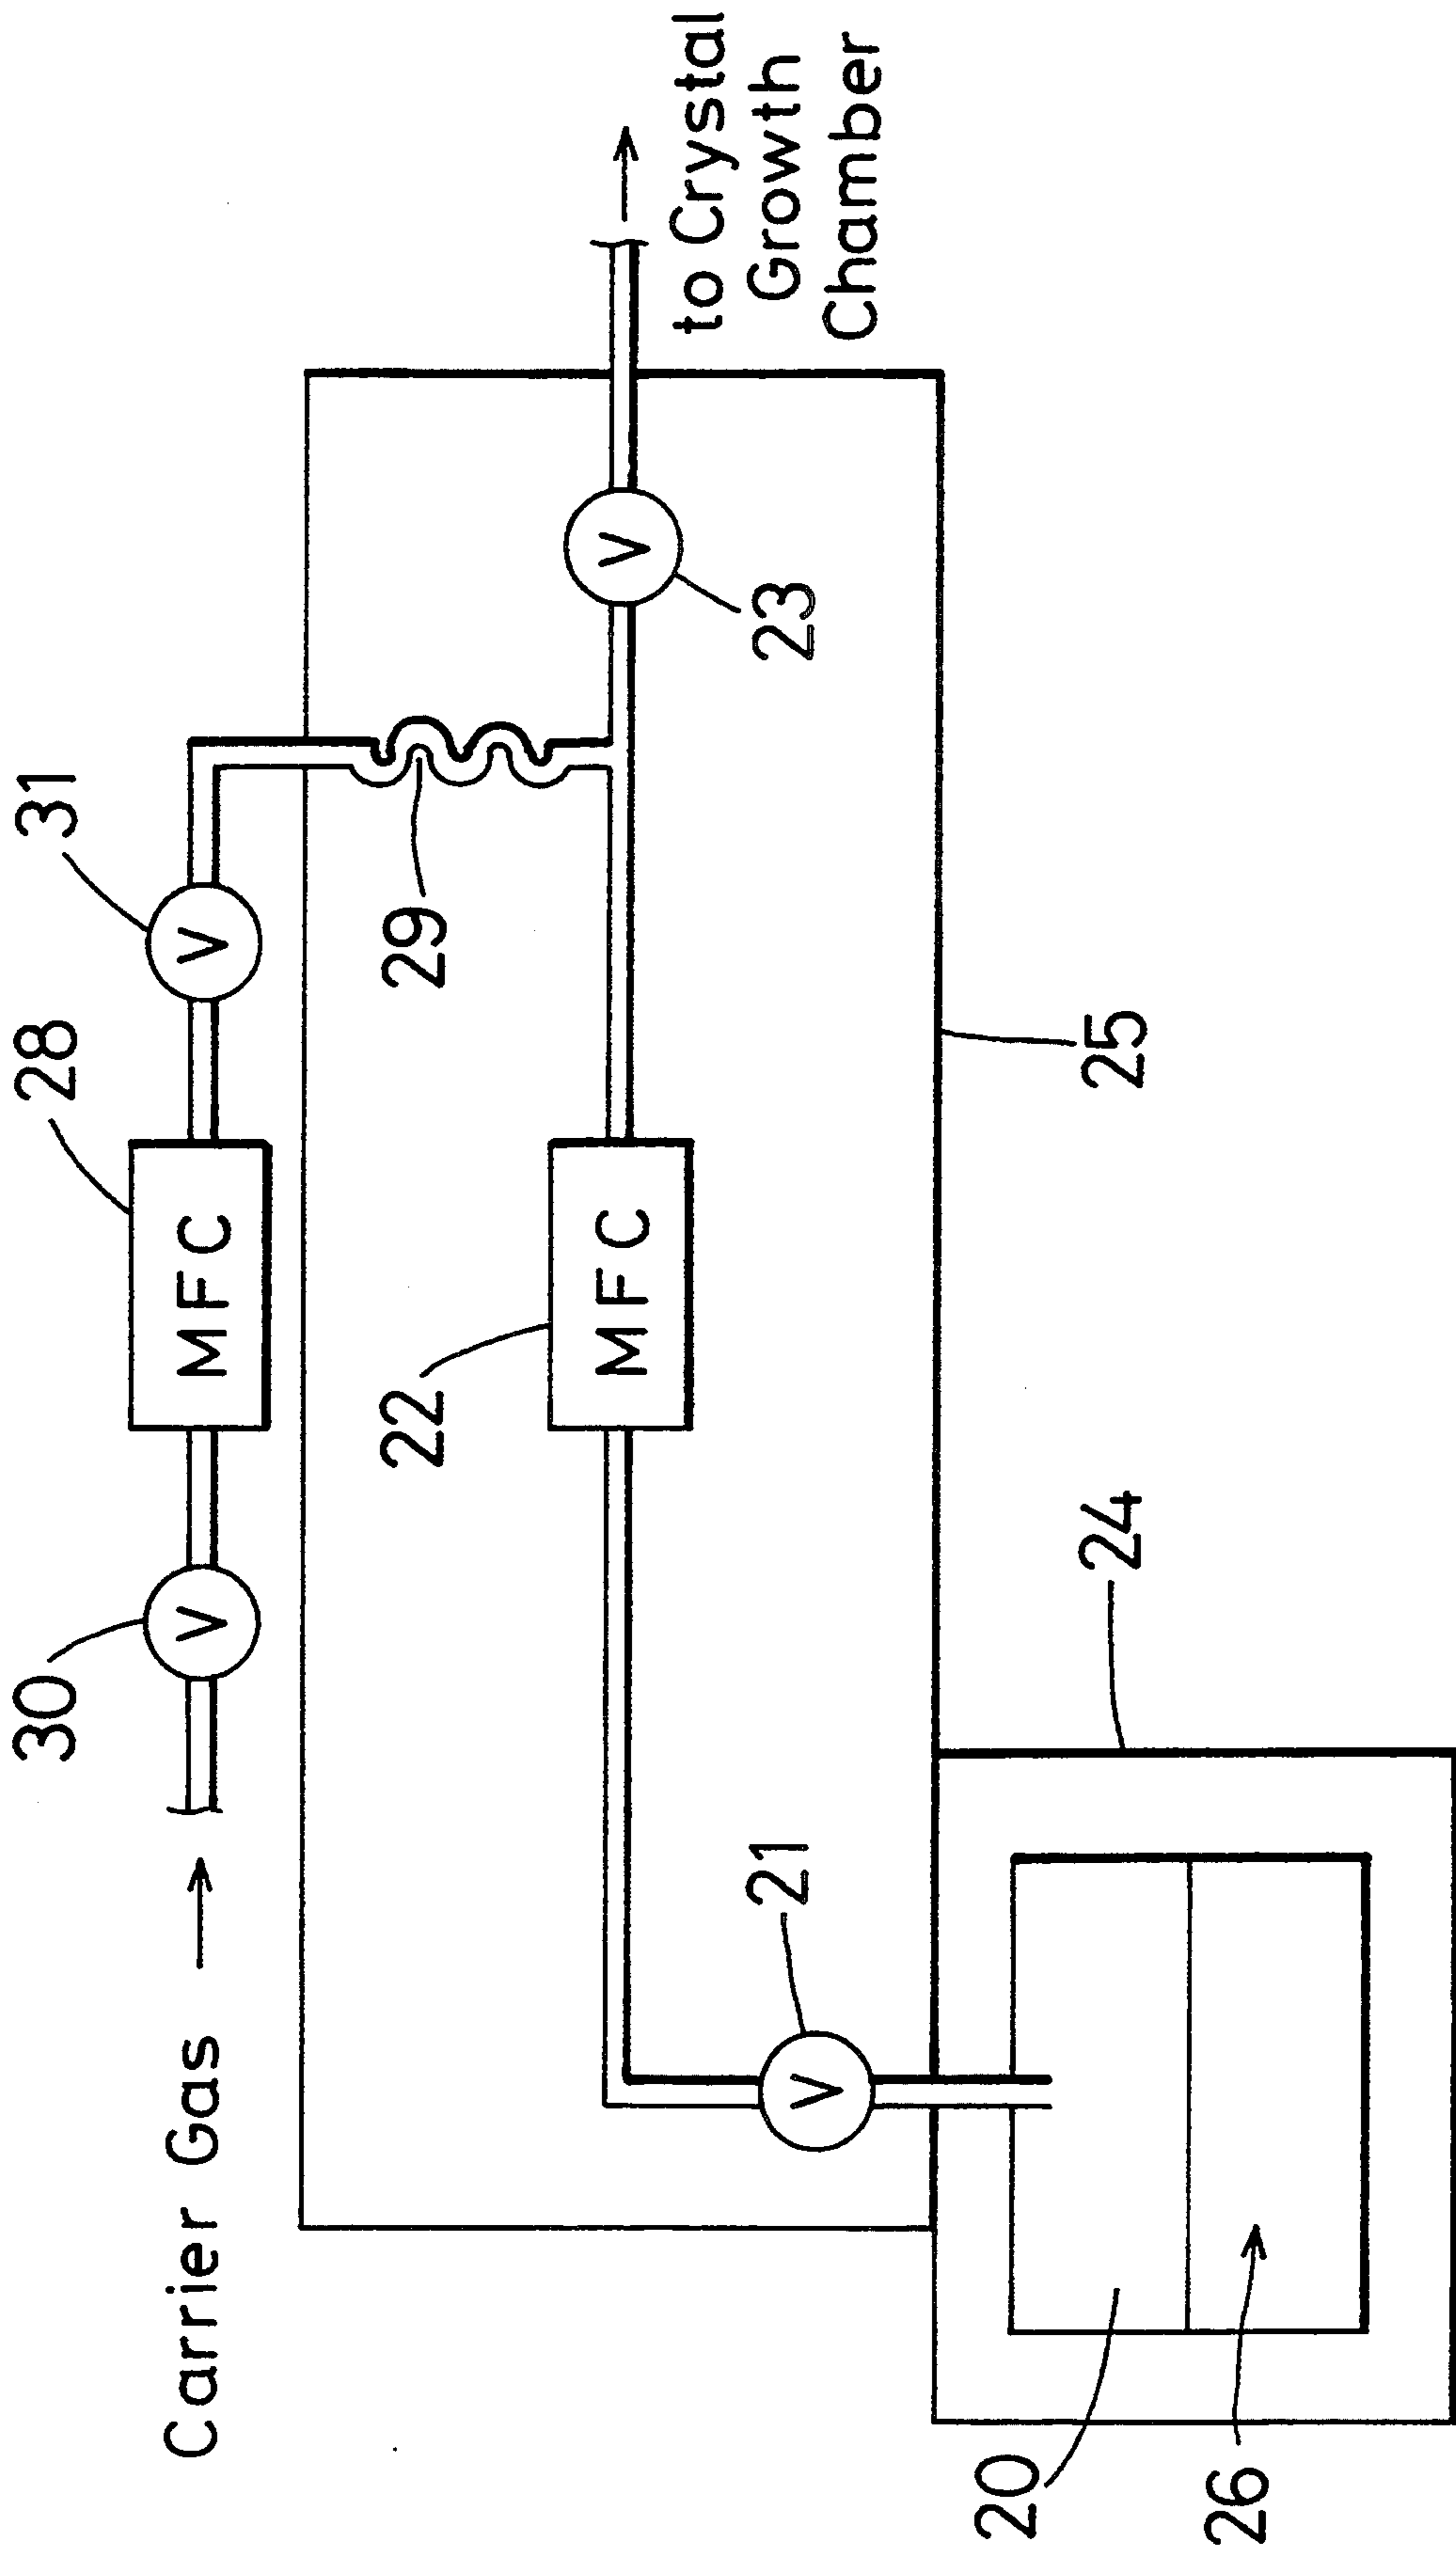 30
28
31
V
MFC
V
Carrier Gas
29
22
MFC
V
to Crystal
Growth
Chamber
23
21
V
25
24
20
26